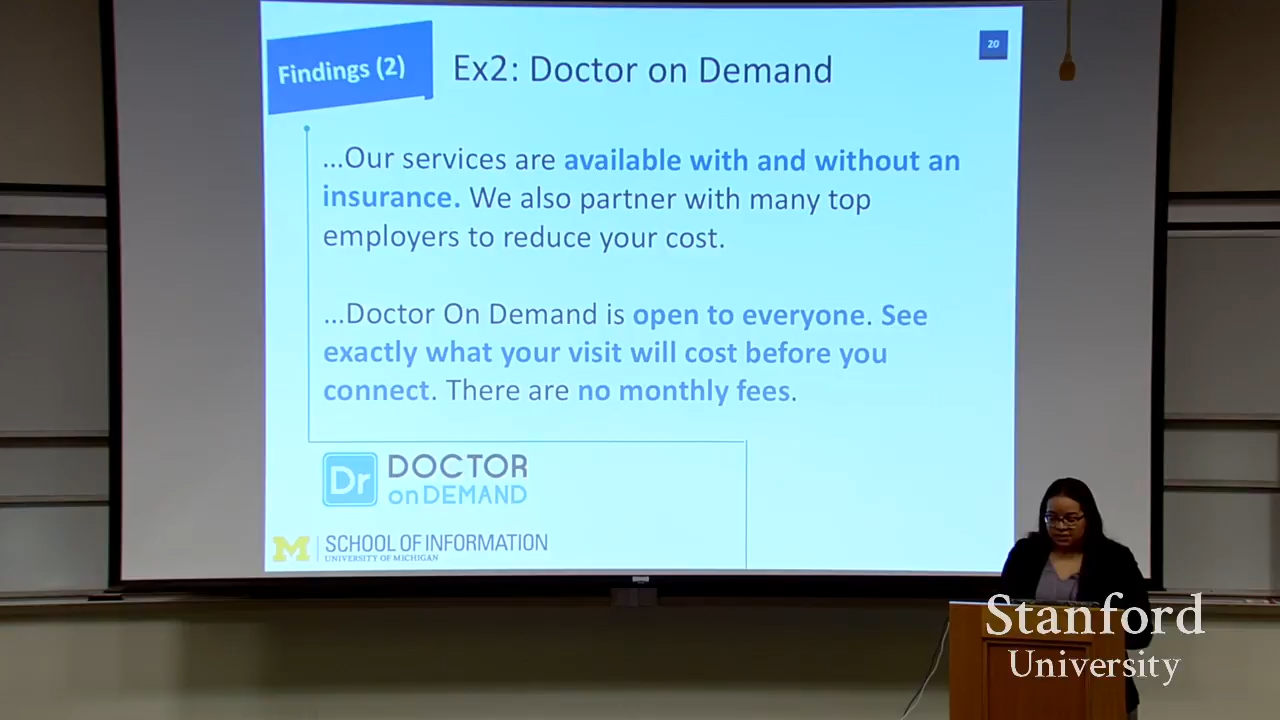 Findings (2)
Ex2: Doctor on Demand
20
...Our services are available with and without an
insurance. We also partner with many top
employers to reduce your cost.
...Doctor On Demand is open to everyone. See
exactly what your visit will cost before you
connect. There are no monthly fees.
Dr
DOCTOR
on DEMAND
M
SCHOOL OF INFORMATION
UNIVERSITY OF MICHIGAN
Stanford
University